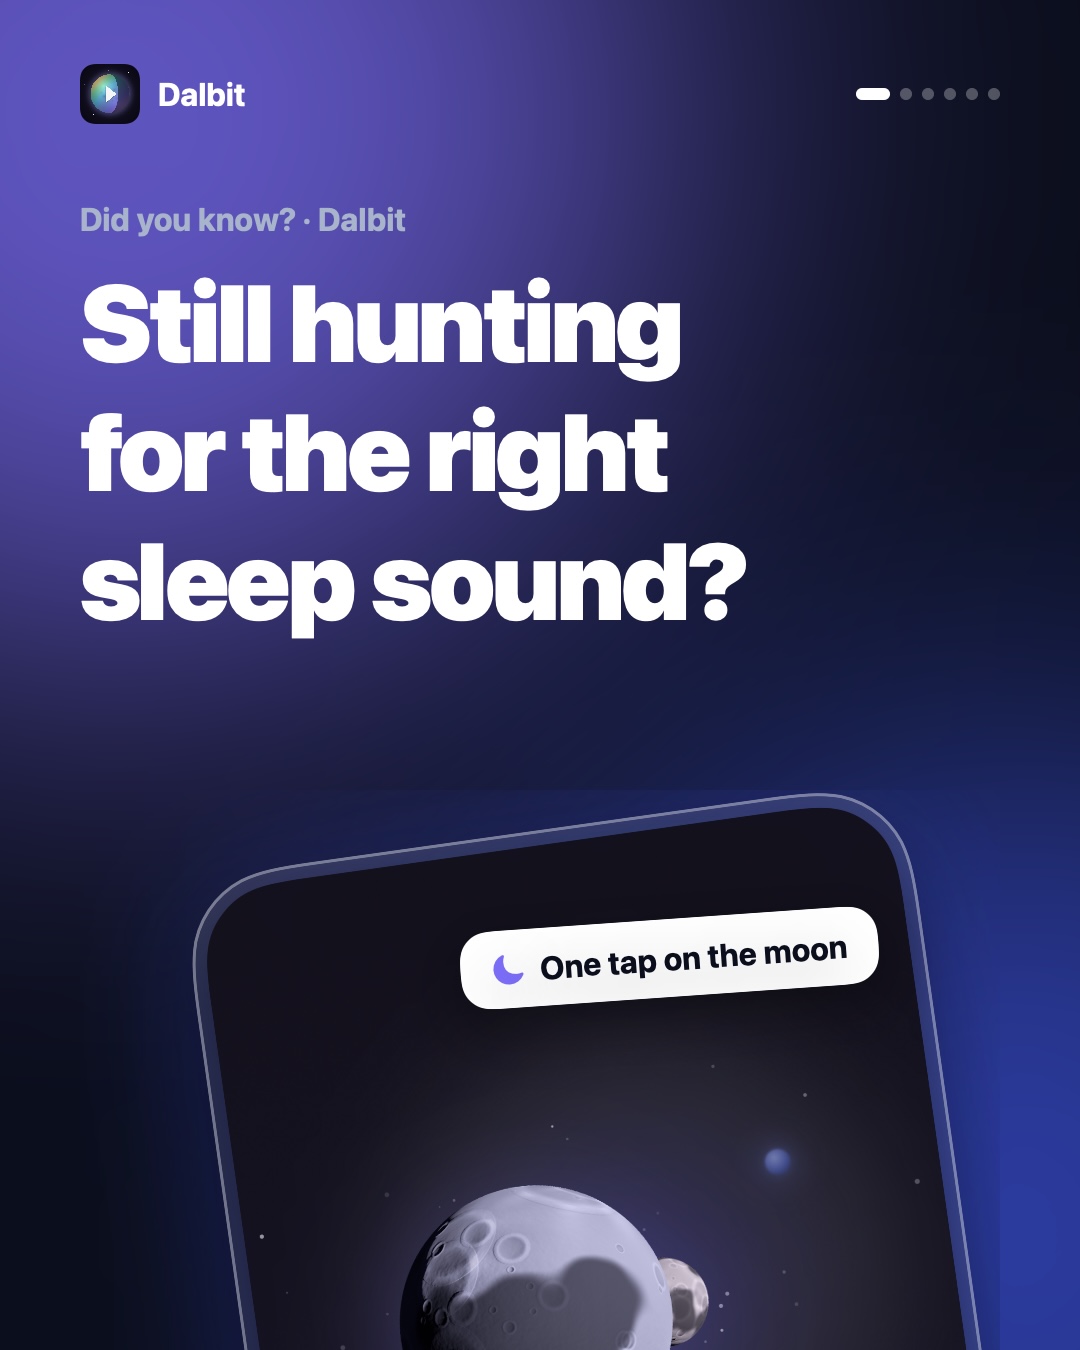 Dalbit
Did you know? · Dalbit
Still hunting
for the right
sleep sound?
One tap on the moon